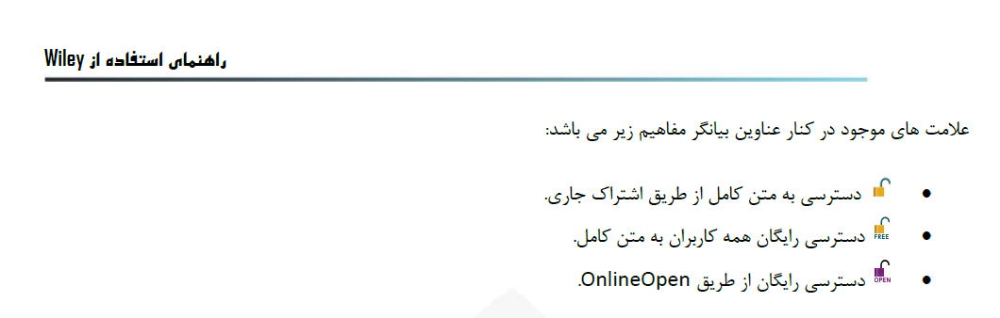 راهنمای استفاده از Wiley
علامت های موجود در کنار عناوین بیانگر مفاهیم زیر می باشد:
• دسترسی به متن کامل از طریق اشتراک جاری.
• FREE دسترسی رایگان همه کاربران به متن کامل.
• OPEN دسترسی رایگان از طریق OnlineOpen.